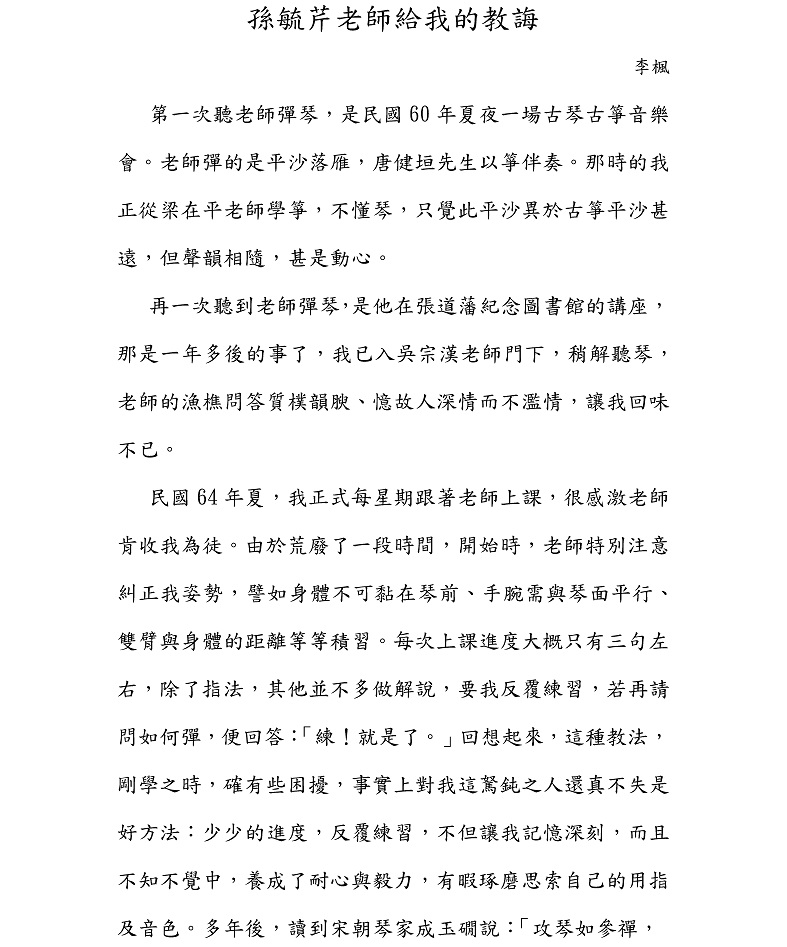 孫毓芹老師給我的教誨
李楓
第一次聽老師彈琴，是民國 60 年夏夜一場古琴古箏音樂
會。老師彈的是平沙落雁，唐健垣先生以箏伴奏。那時的我
正從梁在平老師學箏，不懂琴，只覺此平沙異於古箏平沙甚
遠，但聲韻相隨，甚是動心。
再一次聽到老師彈琴，是他在張道藩紀念圖書館的講座，
那是一年多後的事了，我已入吳宗漢老師門下，稍解聽琴，
老師的漁樵問答質樸韻腴、憶故人深情而不濫情，讓我回味
不已。
民國 64 年夏，我正式每星期跟著老師上課，很感激老師
肯收我為徒。由於荒廢了一段時間，開始時，老師特別注意
糾正我姿勢，譬如身體不可黏在琴前、手腕需與琴面平行、
雙臂與身體的距離等等積習。每次上課進度大概只有三句左
右，除了指法，其他並不多做解說，要我反覆練習，若再請
問如何彈，便回答：「練！就是了。」回想起來，這種教法，
剛學之時，確有些困擾，事實上對我這駑鈍之人還真不失是
好方法：少少的進度，反覆練習，不但讓我記憶深刻，而且
不知不覺中，養成了耐心與毅力，有暇琢磨思索自己的用指
及音色。多年後，讀到宋朝琴家成玉磵說：「攻琴如參禪，